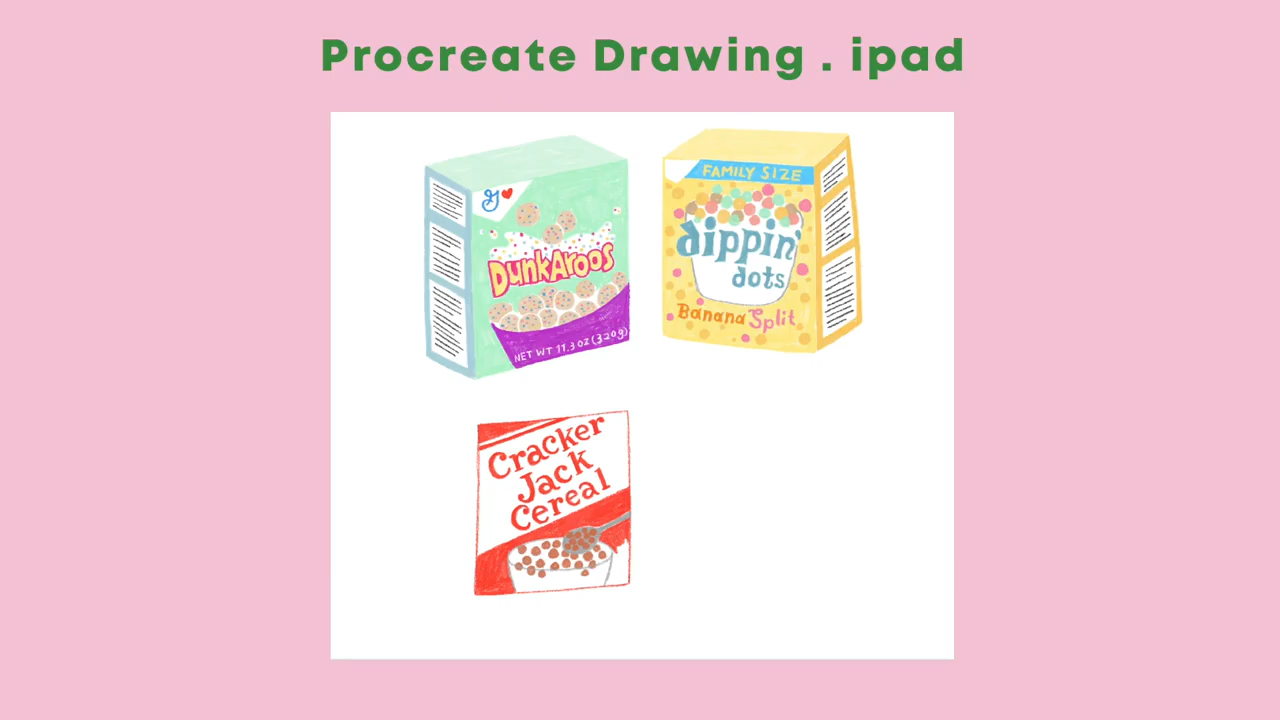 Procreate Drawing . ipad
G
DunkAroos
NET WT 11.3 oz (320g)
FAMILY SIZE
dippin'
dots
Banana Split
Cracker
Jack
Cereal